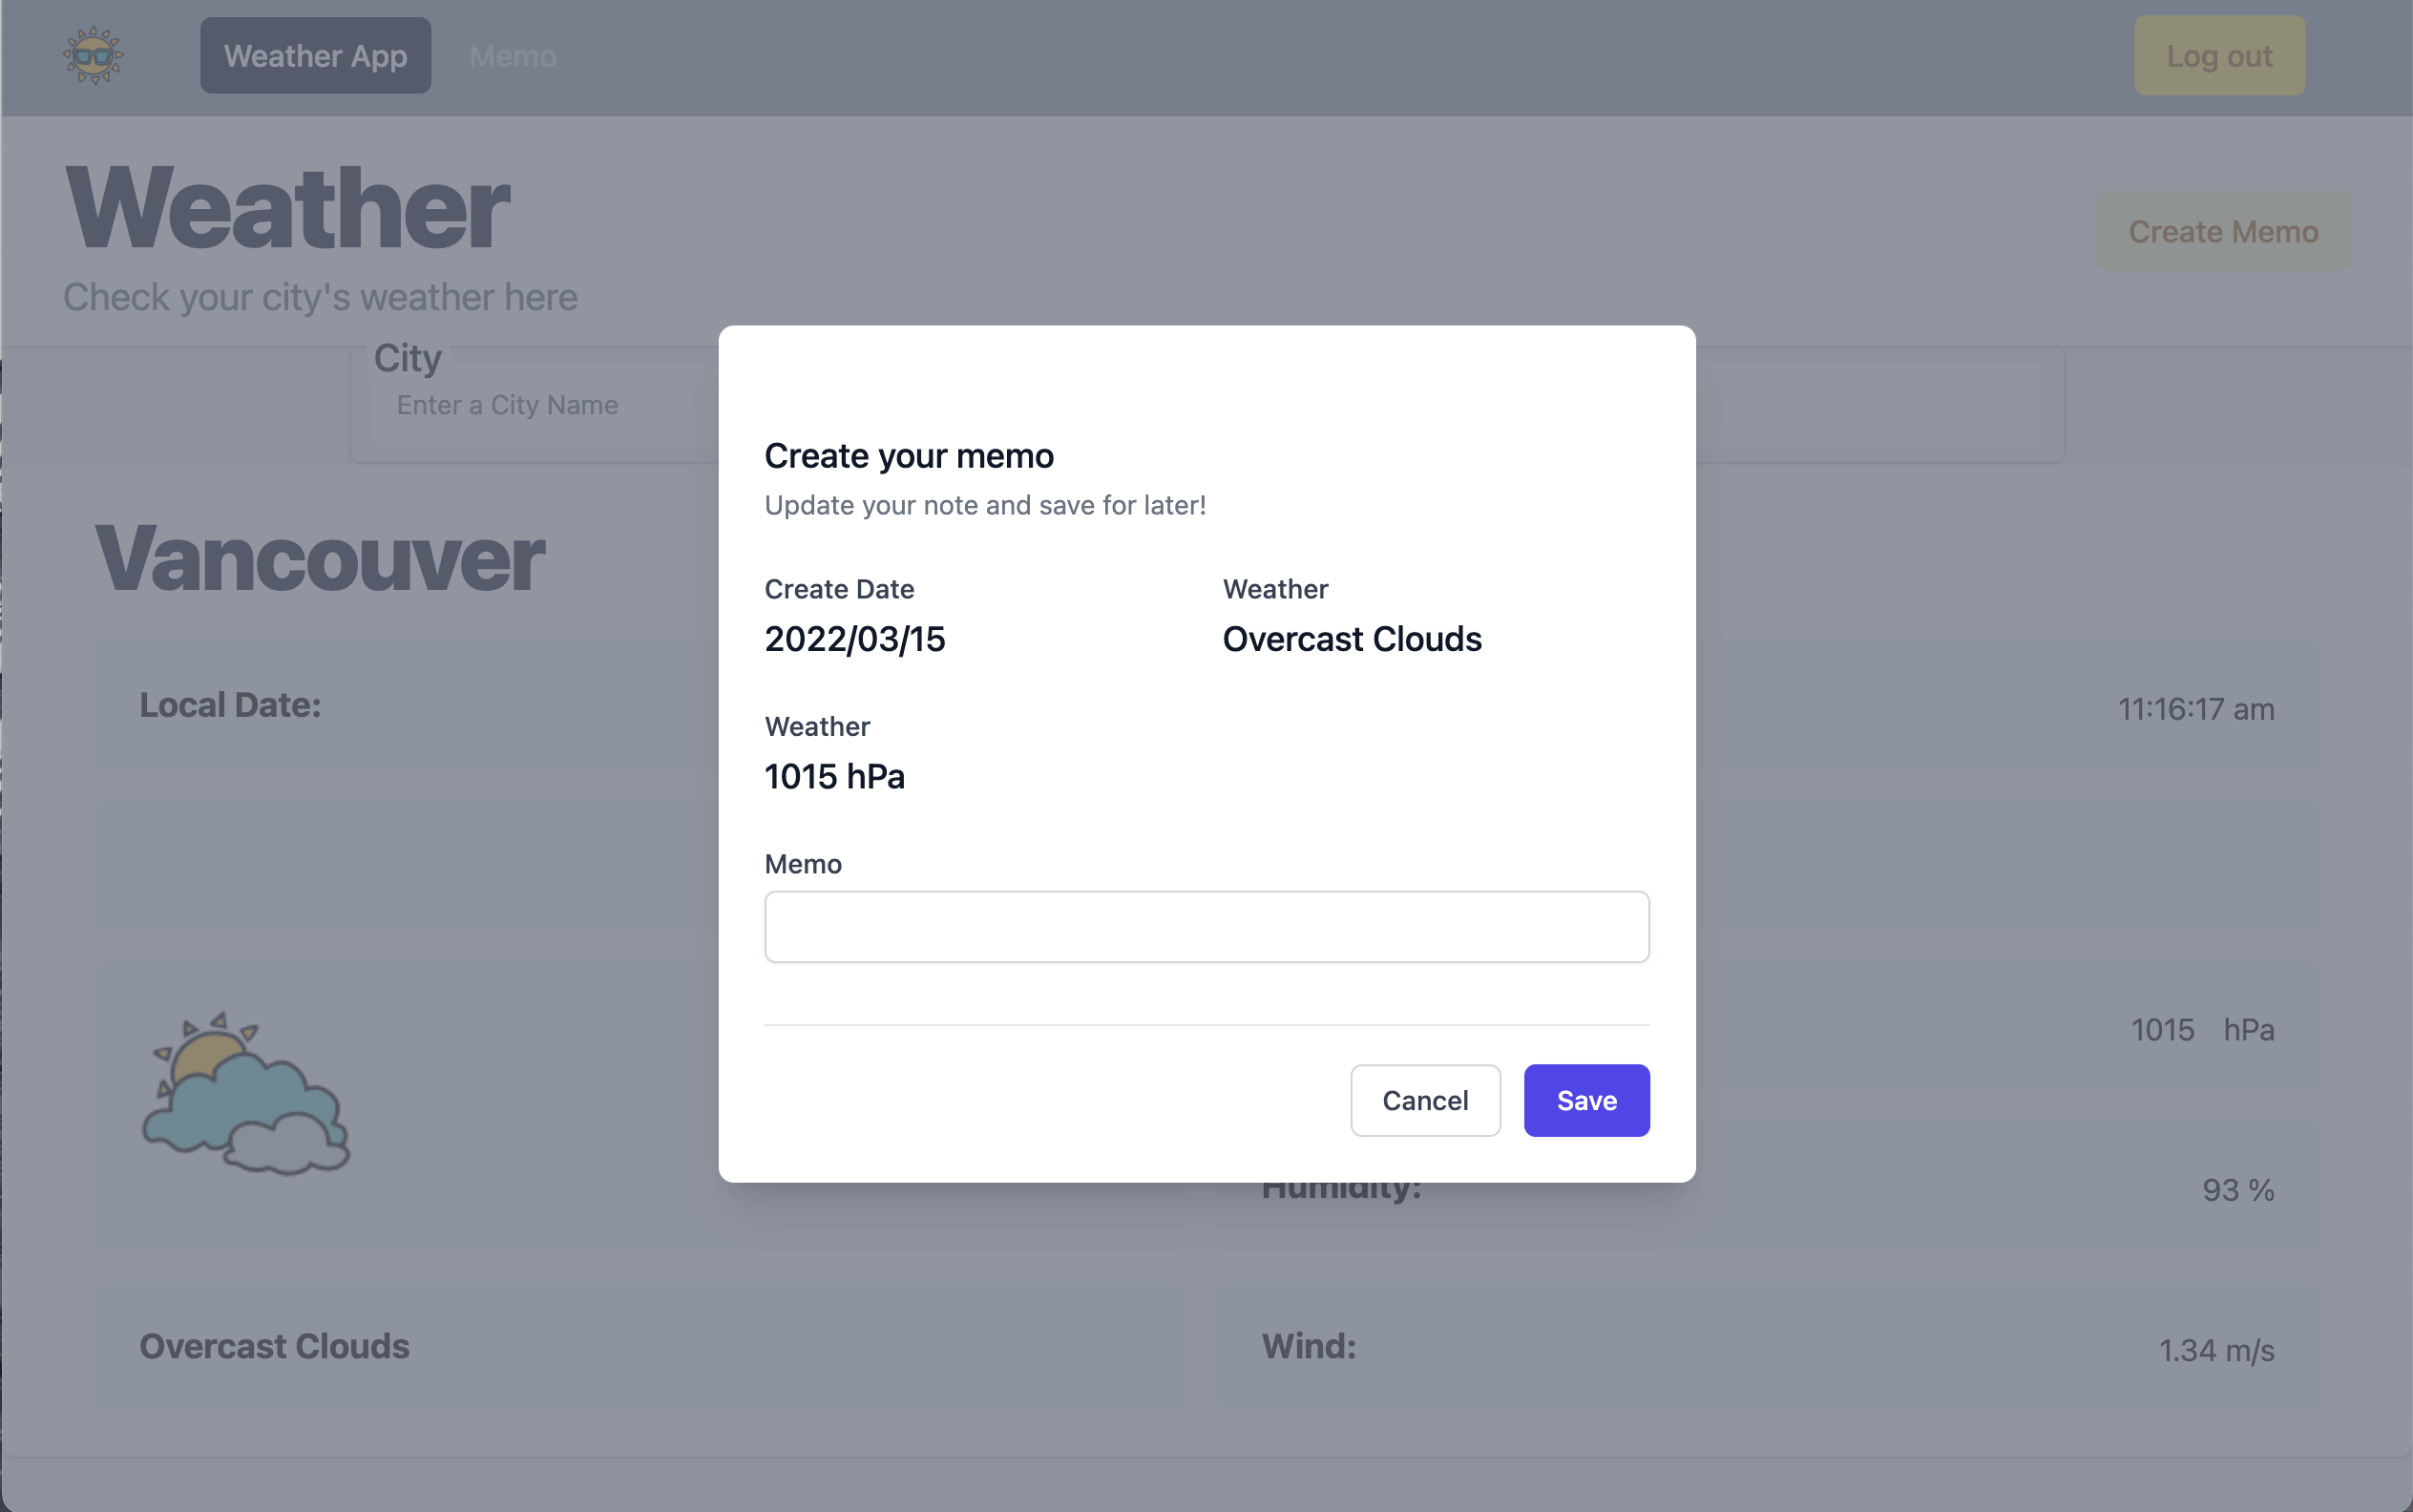 Weather App Memo Log out
Weather
Create Memo
Check your city's weather here
City
Enter a City Name
Vancouver
Local Date:
11:16:17 am
1015 hPa
Humidity:
93 %
Overcast Clouds
Wind:
1.34 m/s
Create your memo
Update your note and save for later!
Create Date
Weather
2022/03/15
Overcast Clouds
Weather
1015 hPa
Memo
Cancel
Save